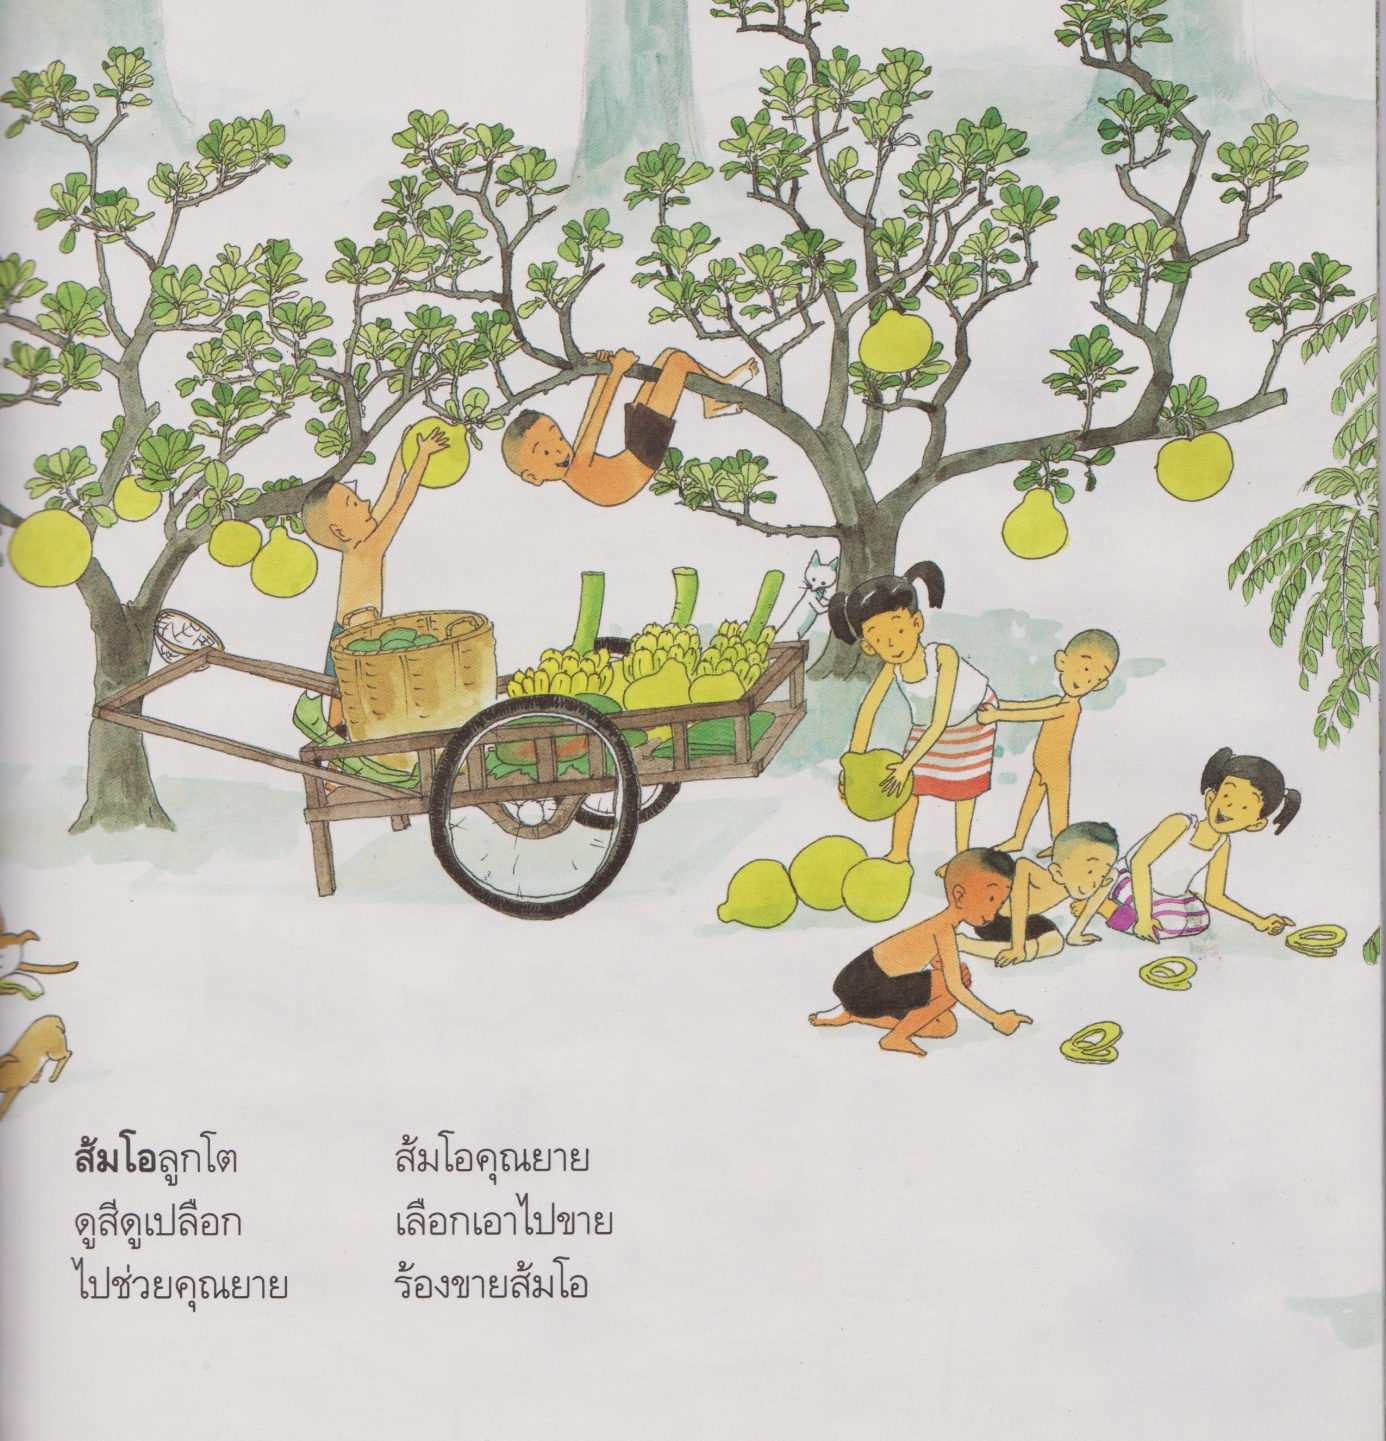 ส้มโอลูกโต ส้มโอคุณยาย
ดูสีดูเปลือก เลือกเอาไปขาย
ไปช่วยคุณยาย ร้องขายส้มโอ